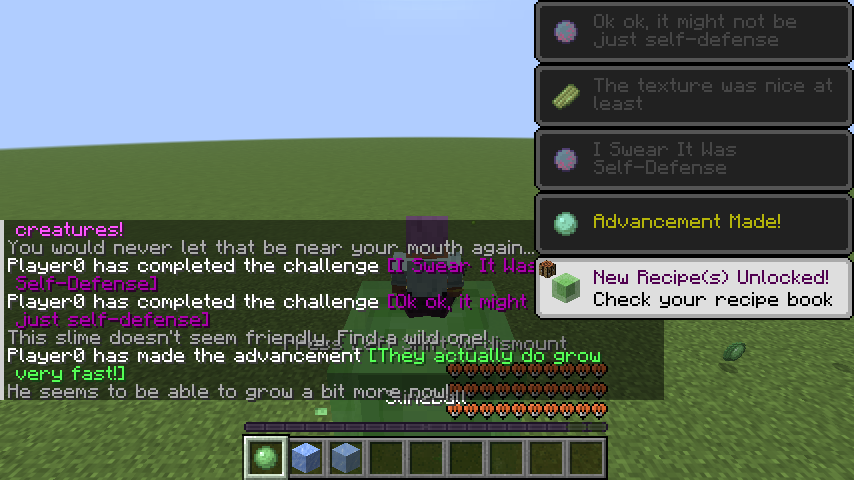 Ok ok, it might not be
just self-defense
The texture was nice at
least
I Swear It Was
Self-Defense
Advancement Made!
New Recipe(s) Unlocked!
Check your recipe book
creatures!
You would never let that be near your mouth again...
Player0 has completed the challenge [I Swear It Was
Self-Defense]
Player0 has completed the challenge [Ok ok, it might
just self-defense]
This slime doesn't seem friendly. Find a wild one!
dismount
Player0 has made the advancement [They actually do grow
very fast!]
He seems to be able to grow a bit more now!
Slimeball